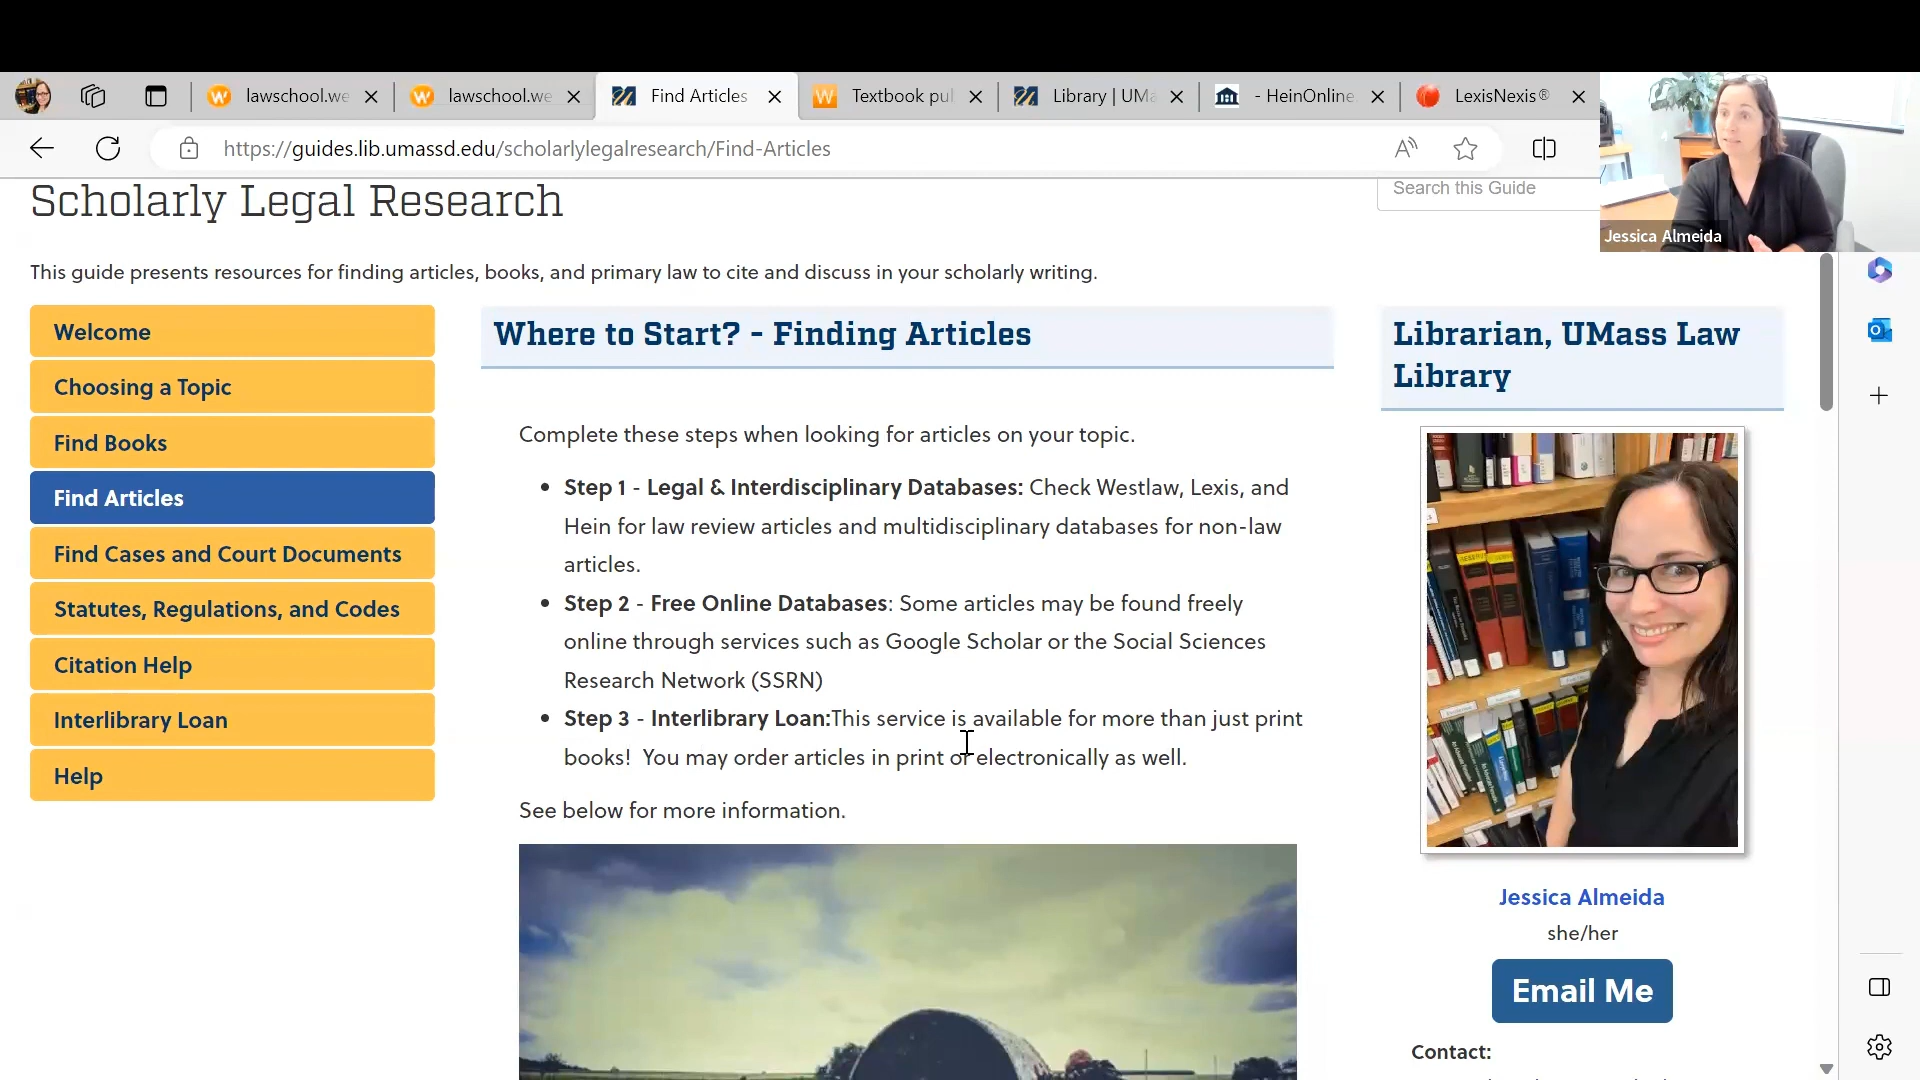 lawschool.we
lawschool.we
Find Articles
Textbook pul
Library | UMa
- HeinOnline
LexisNexis®
https://guides.lib.umassd.edu/scholarlylegalresearch/Find-Articles
Jessica Almeida
Scholarly Legal Research
Search this Guide
This guide presents resources for finding articles, books, and primary law to cite and discuss in your scholarly writing.
Welcome
Choosing a Topic
Find Books
Find Articles
Find Cases and Court Documents
Statutes, Regulations, and Codes
Citation Help
Interlibrary Loan
Help
Where to Start? - Finding Articles
Complete these steps when looking for articles on your topic.
Step 1 - Legal & Interdisciplinary Databases: Check Westlaw, Lexis, and
Hein for law review articles and multidisciplinary databases for non-law
articles.
Step 2 - Free Online Databases: Some articles may be found freely
online through services such as Google Scholar or the Social Sciences
Research Network (SSRN)
Step 3 - Interlibrary Loan:This service is available for more than just print
books! You may order articles in print or electronically as well.
See below for more information.
Librarian, UMass Law
Library
Jessica Almeida
she/her
Email Me
Contact: